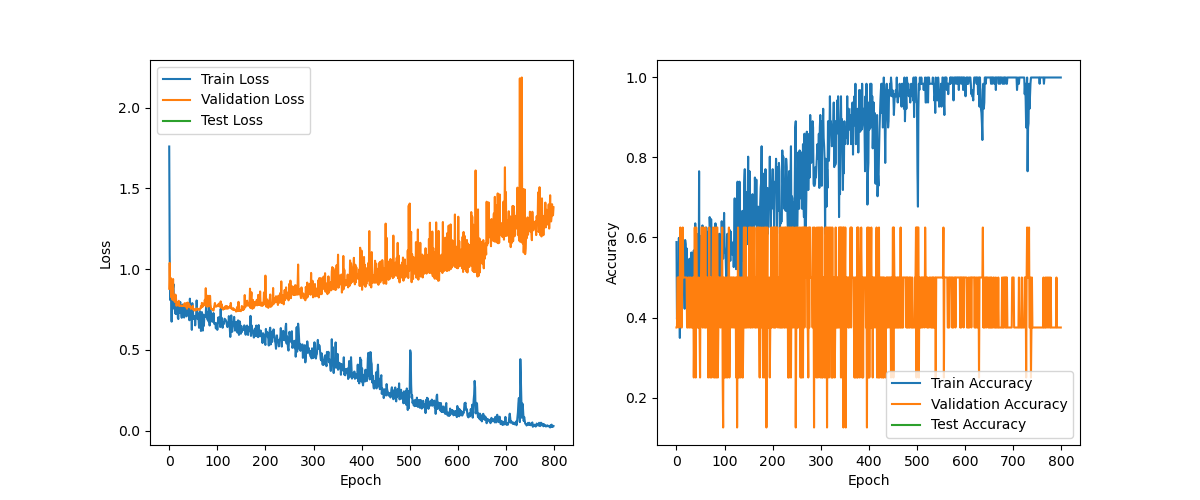 Train Loss
Validation Loss
Test Loss
2.0
1.5
1.0
0.5
0.0
Loss
0 100 200 300 400 500 600 700 800
Epoch
1.0
0.8
0.6
0.4
0.2
Accuracy
Train Accuracy
Validation Accuracy
Test Accuracy
0 100 200 300 400 500 600 700 800
Epoch